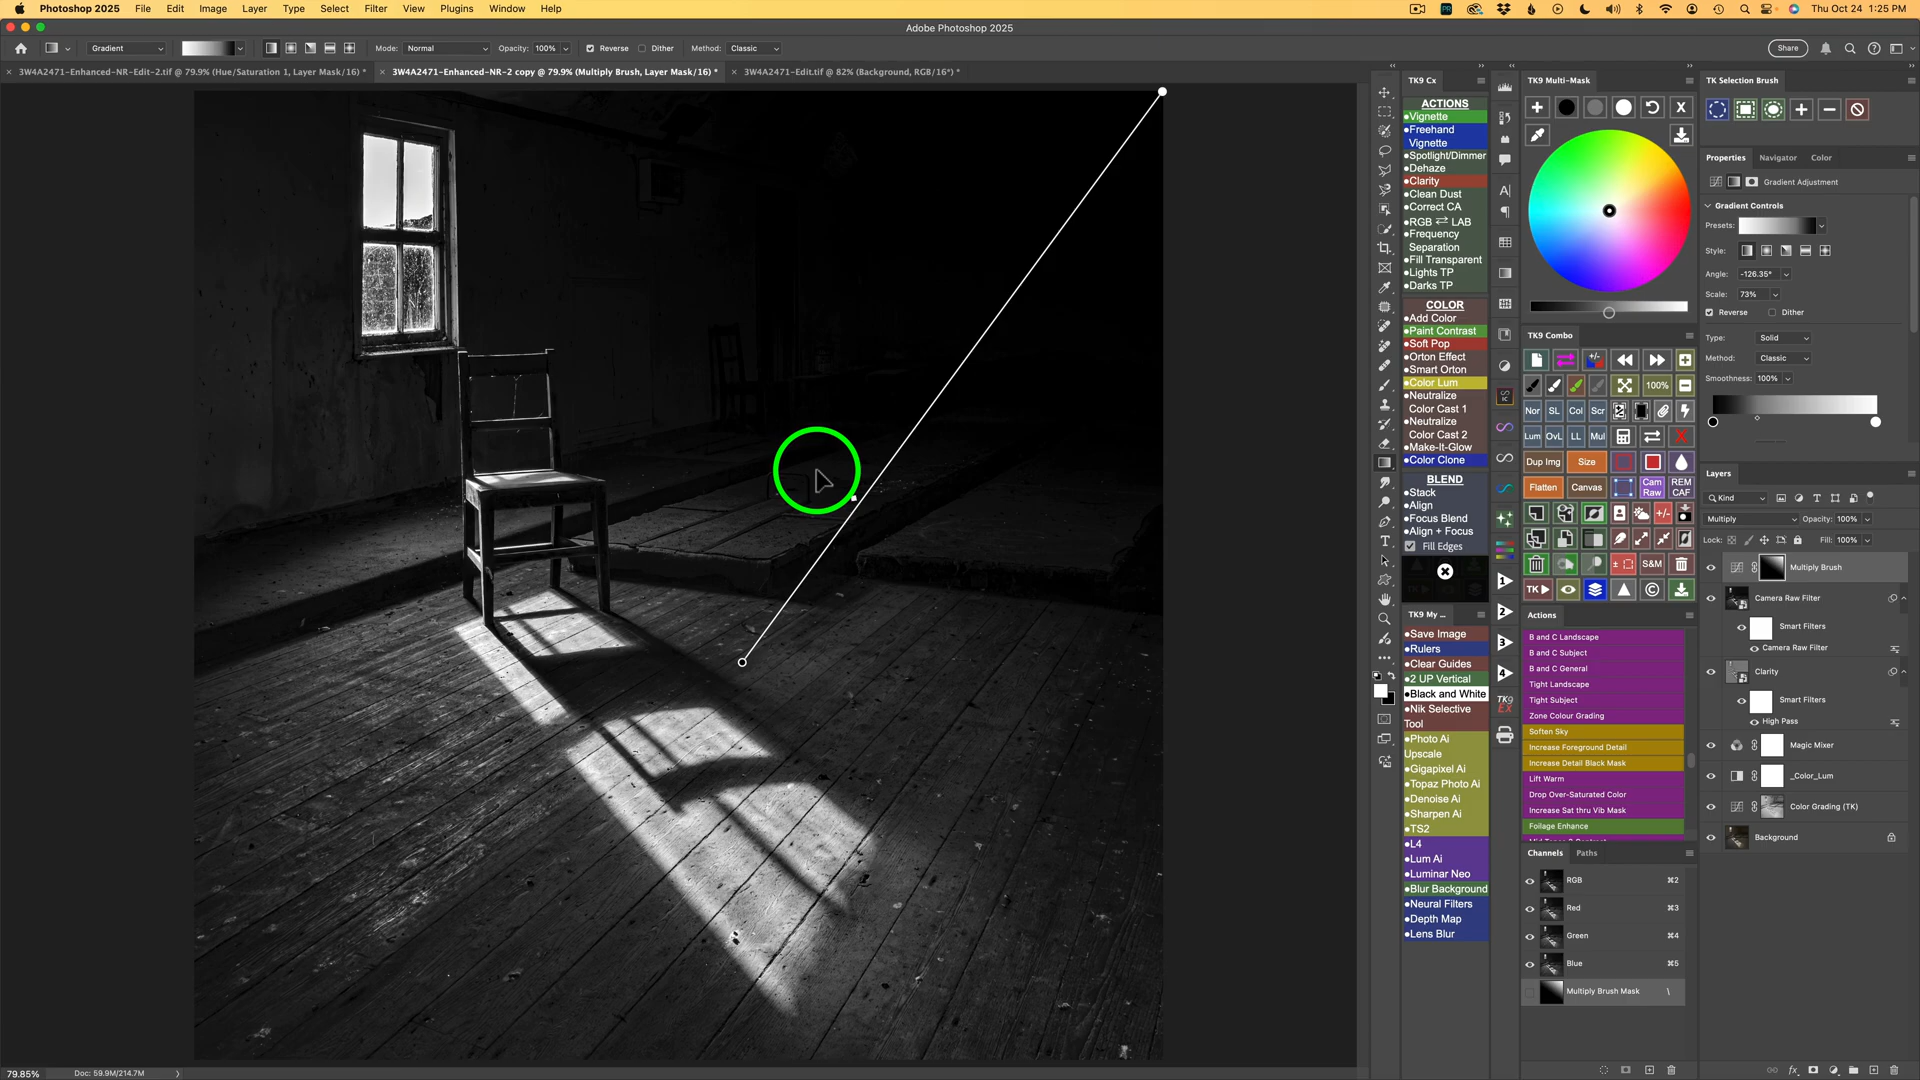 Photoshop 2025 File Edit Image Layer Type Select Filter View Plugins Window Help
Thu Oct 24 1:25 PM
Adobe Photoshop 2025
Gradient Mode: Normal Opacity: 100% Reverse Dither Method: Classic Share
3W4A2471-Enhanced-NR-Edit-2.tif @ 79.9% (Hue/Saturation 1, Layer Mask/16) *
3W4A2471-Enhanced-NR-2 copy @ 79.9% (Multiply Brush, Layer Mask/16) *
3W4A2471-Edit.tif @ 82% (Background, RGB/16*) *
TK9 Cx
ACTIONS
●Vignette
●Freehand
Vignette
●Spotlight/Dimmer
●Dehaze
●Clarity
●Clean Dust
●Correct CA
●RGB ⇄ LAB
●Frequency
Separation
●Fill Transparent
●Lights TP
●Darks TP
COLOR
●Add Color
●Paint Contrast
●Soft Pop
●Orton Effect
●Smart Orton
●Color Lum
●Neutralize
Color Cast 1
●Neutralize
Color Cast 2
●Make-It-Glow
●Color Clone
BLEND
●Stack
●Align
●Focus Blend
●Align + Focus
Fill Edges
TK9 My ...
●Save Image
●Rulers
●Clear Guides
●2 UP Vertical
●Black and White
●Nik Selective
Tool
●Photo Ai
Upscale
●Gigapixel Ai
●Topaz Photo Ai
●Denoise Ai
●Sharpen Ai
●TS2
●L4
●Lum Ai
●Luminar Neo
●Blur Background
●Neural Filters
●Depth Map
●Lens Blur
1
2
3
4
TK9
EX
TK9 Multi-Mask
X
TK9 Combo
+/-
100%
Nor SL Col Scr
Lum OvL LL Mul
Dup Img Size
Flatten Canvas Cam Raw REM CAF
+/-
S&M
TK▶
Actions
B and C Landscape
B and C Subject
B and C General
Tight Landscape
Tight Subject
Zone Colour Grading
Soften Sky
Increase Foreground Detail
Increase Detail Black Mask
Lift Warm
Drop Over-Saturated Color
Increase Sat thru Vib Mask
Foilage Enhance
Channels Paths
RGB ⌘2
Red ⌘3
Green ⌘4
Blue ⌘5
Multiply Brush Mask \
TK Selection Brush
Properties Navigator Color
Gradient Adjustment
Gradient Controls
Presets:
Style:
Angle: -126.35°
Scale: 73%
Reverse Dither
Type: Solid
Method: Classic
Smoothness: 100%
Layers
Kind
Multiply Opacity: 100%
Lock: Fill: 100%
Multiply Brush
Camera Raw Filter
Smart Filters
Camera Raw Filter
Clarity
Smart Filters
High Pass
Magic Mixer
_Color_Lum
Color Grading (TK)
Background
fx
79.85% Doc: 59.9M/214.7M